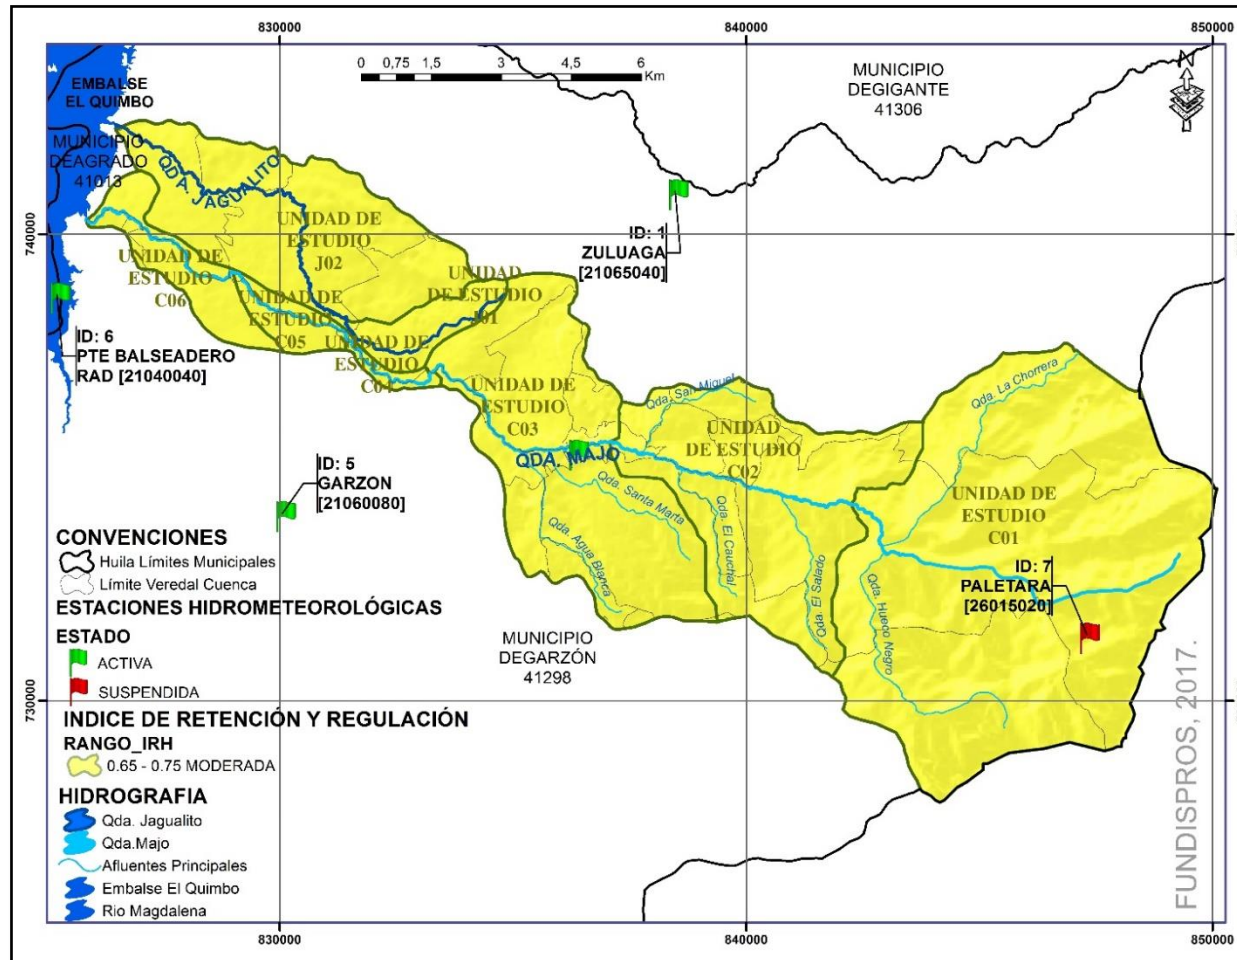 830000
840000
850000
0 0,75 1,5 3 4,5 6
Km
N
EMBALSE
EL QUIMBO
MUNICIPIO
DEGIGANTE
41306
MUNICIPIO
DEAGRADO
41013
QDA. JAGUALITO
740000
UNIDAD DE
ESTUDIO
J02
ID: 1
ZULUAGA
[21065040]
UNIDAD DE
ESTUDIO
C06
UNIDAD
DE ESTUDIO
J01
UNIDAD DE
ESTUDIO
C05
UNIDAD DE
ESTUDIO
C04
ID: 6
PTE BALSEADERO
RAD [21040040]
UNIDAD DE
ESTUDIO
C03
Qda. San Miguel
Qda. La Chorrera
UNIDAD
DE ESTUDIO
C02
QDA. MAJO
ID: 5
GARZON
[21060080]
Qda. Santa Marta
Qda. El Cauchal
Qda. Agua Blanca
Qda. El Salado
UNIDAD DE
ESTUDIO
C01
ID: 7
PALETARA
[26015020]
Qda. Hueco Negro
MUNICIPIO
DEGARZÓN
41298
730000
CONVENCIONES
Huila Límites Municipales
Límite Veredal Cuenca
ESTACIONES HIDROMETEOROLÓGICAS
ESTADO
ACTIVA
SUSPENDIDA
INDICE DE RETENCIÓN Y REGULACIÓN
RANGO_IRH
0.65 - 0.75 MODERADA
HIDROGRAFIA
Qda. Jagualito
Qda.Majo
Afluentes Principales
Embalse El Quimbo
Rio Magdalena
FUNDISPROS, 2017.
830000
840000
850000